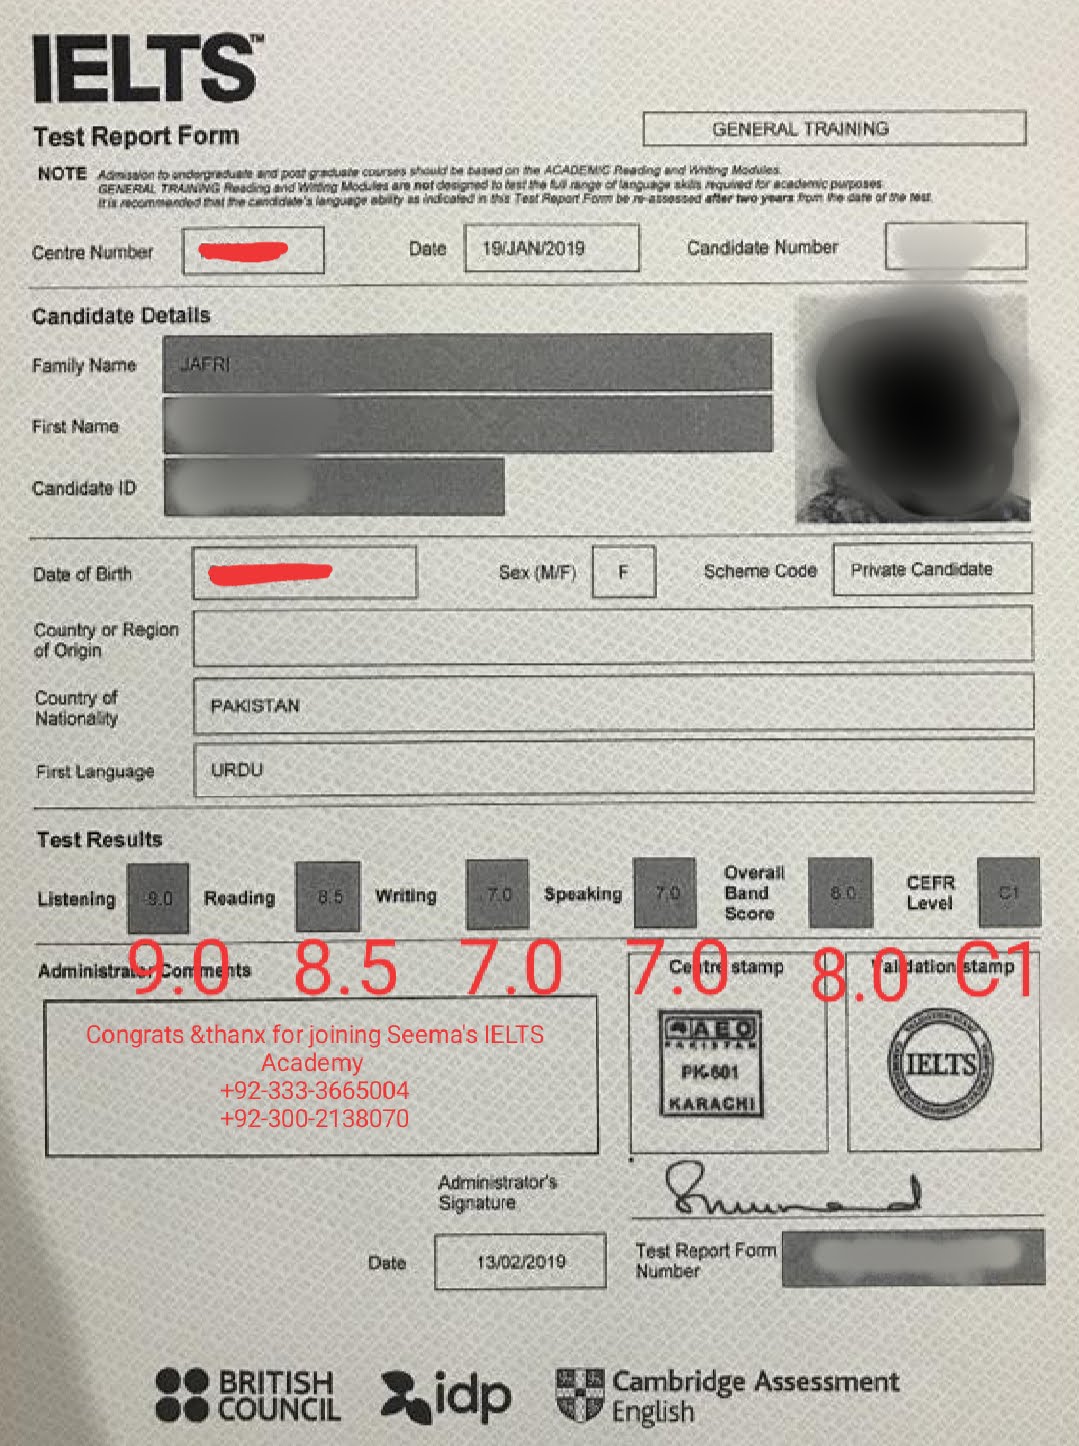 IELTS™
Test Report Form
GENERAL TRAINING
NOTE Admission to undergraduate and post graduate courses should be based on the ACADEMIC Reading and Writing Modules.
GENERAL TRAINING Reading and Writing Modules are not designed to test the full range of language skills required for academic purposes.
It is recommended that the candidate's language ability as indicated in this Test Report Form be re-assessed after two years from the date of the test.
Centre Number
Date 19/JAN/2019
Candidate Number
Candidate Details
Family Name JAFRI
First Name
Candidate ID
Date of Birth
Sex (M/F) F
Scheme Code Private Candidate
Country or Region
of Origin
Country of
Nationality
PAKISTAN
First Language URDU
Test Results
Listening 9.0 Reading 8.5 Writing 7.0 Speaking 7.0 Overall Band Score 8.0 CEFR Level C1
9.0 8.5 7.0 7.0 8.0 C1
Administrator Comments
Centre stamp
Validation stamp
Congrats &thanx for joining Seema's IELTS
Academy
+92-333-3665004
+92-300-2138070
AEO
PAKISTAN
PK-601
KARACHI
IELTS
Administrator's
Signature
Date 13/02/2019
Test Report Form
Number
BRITISH
COUNCIL
idp
Cambridge Assessment
English